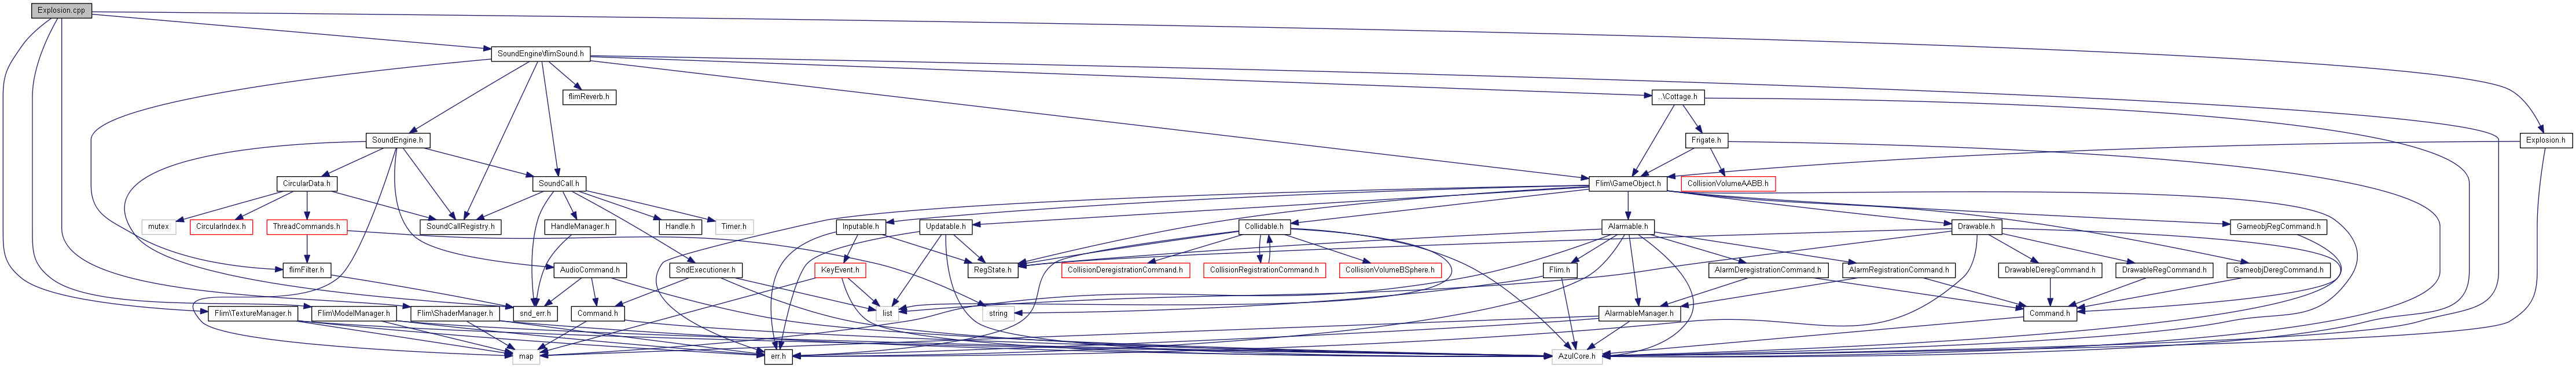 Explosion.cpp
SoundEngine\flimSound.h
flimReverb.h
...\Cottage.h
SoundEngine.h
Frigate.h
Explosion.h
CircularData.h
SoundCall.h
Flim\GameObject.h
CollisionVolumeAABB.h
mutex
CircularIndex.h
ThreadCommands.h
SoundCallRegistry.h
HandleManager.h
Handle.h
Timer.h
Inputable.h
Updatable.h
Collidable.h
Alarmable.h
Drawable.h
GameobjRegCommand.h
flimFilter.h
AudioCommand.h
SndExecutioner.h
KeyEvent.h
RegState.h
CollisionDeregistrationCommand.h
CollisionRegistrationCommand.h
CollisionVolumeBSphere.h
Flim.h
AlarmDeregistrationCommand.h
AlarmRegistrationCommand.h
DrawableDeregCommand.h
DrawableRegCommand.h
GameobjDeregCommand.h
Flim\TextureManager.h
Flim\ModelManager.h
Flim\ShaderManager.h
snd_err.h
Command.h
list
string
AlarmableManager.h
Command.h
map
err.h
AzulCore.h